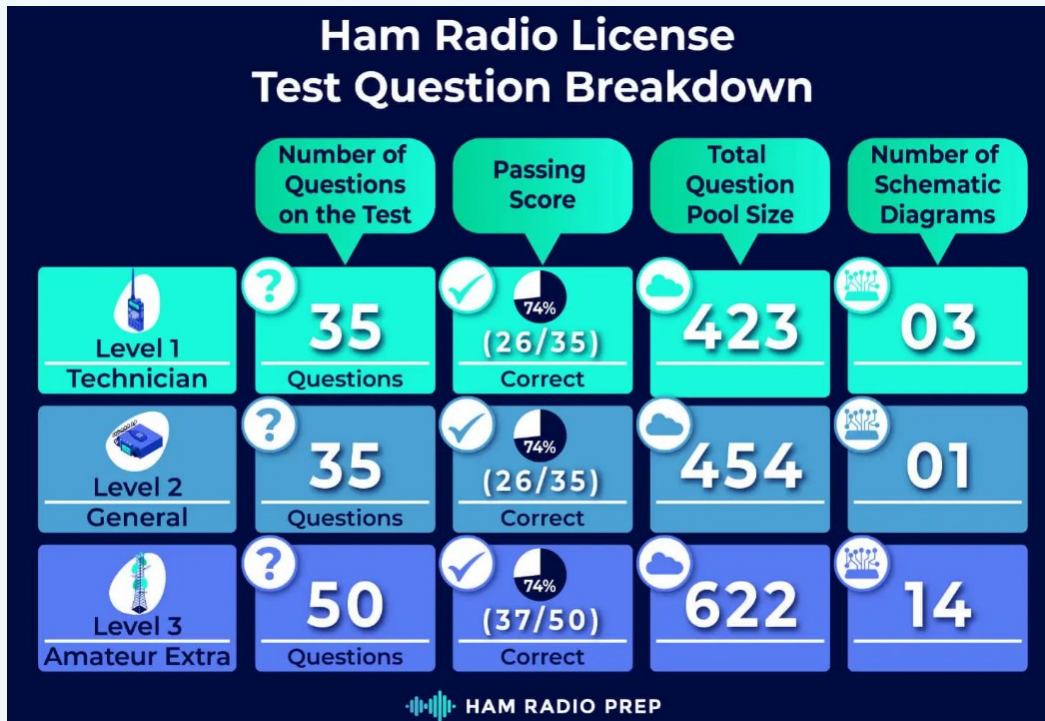 Ham Radio License
Test Question Breakdown
Number of
Questions
on the Test
Passing
Score
Total
Question
Pool Size
Number of
Schematic
Diagrams
Level 1
Technician
?
35
Questions
74%
(26/35)
Correct
423
03
Level 2
General
?
35
Questions
74%
(26/35)
Correct
454
01
Level 3
Amateur Extra
?
50
Questions
74%
(37/50)
Correct
622
14
HAM RADIO PREP